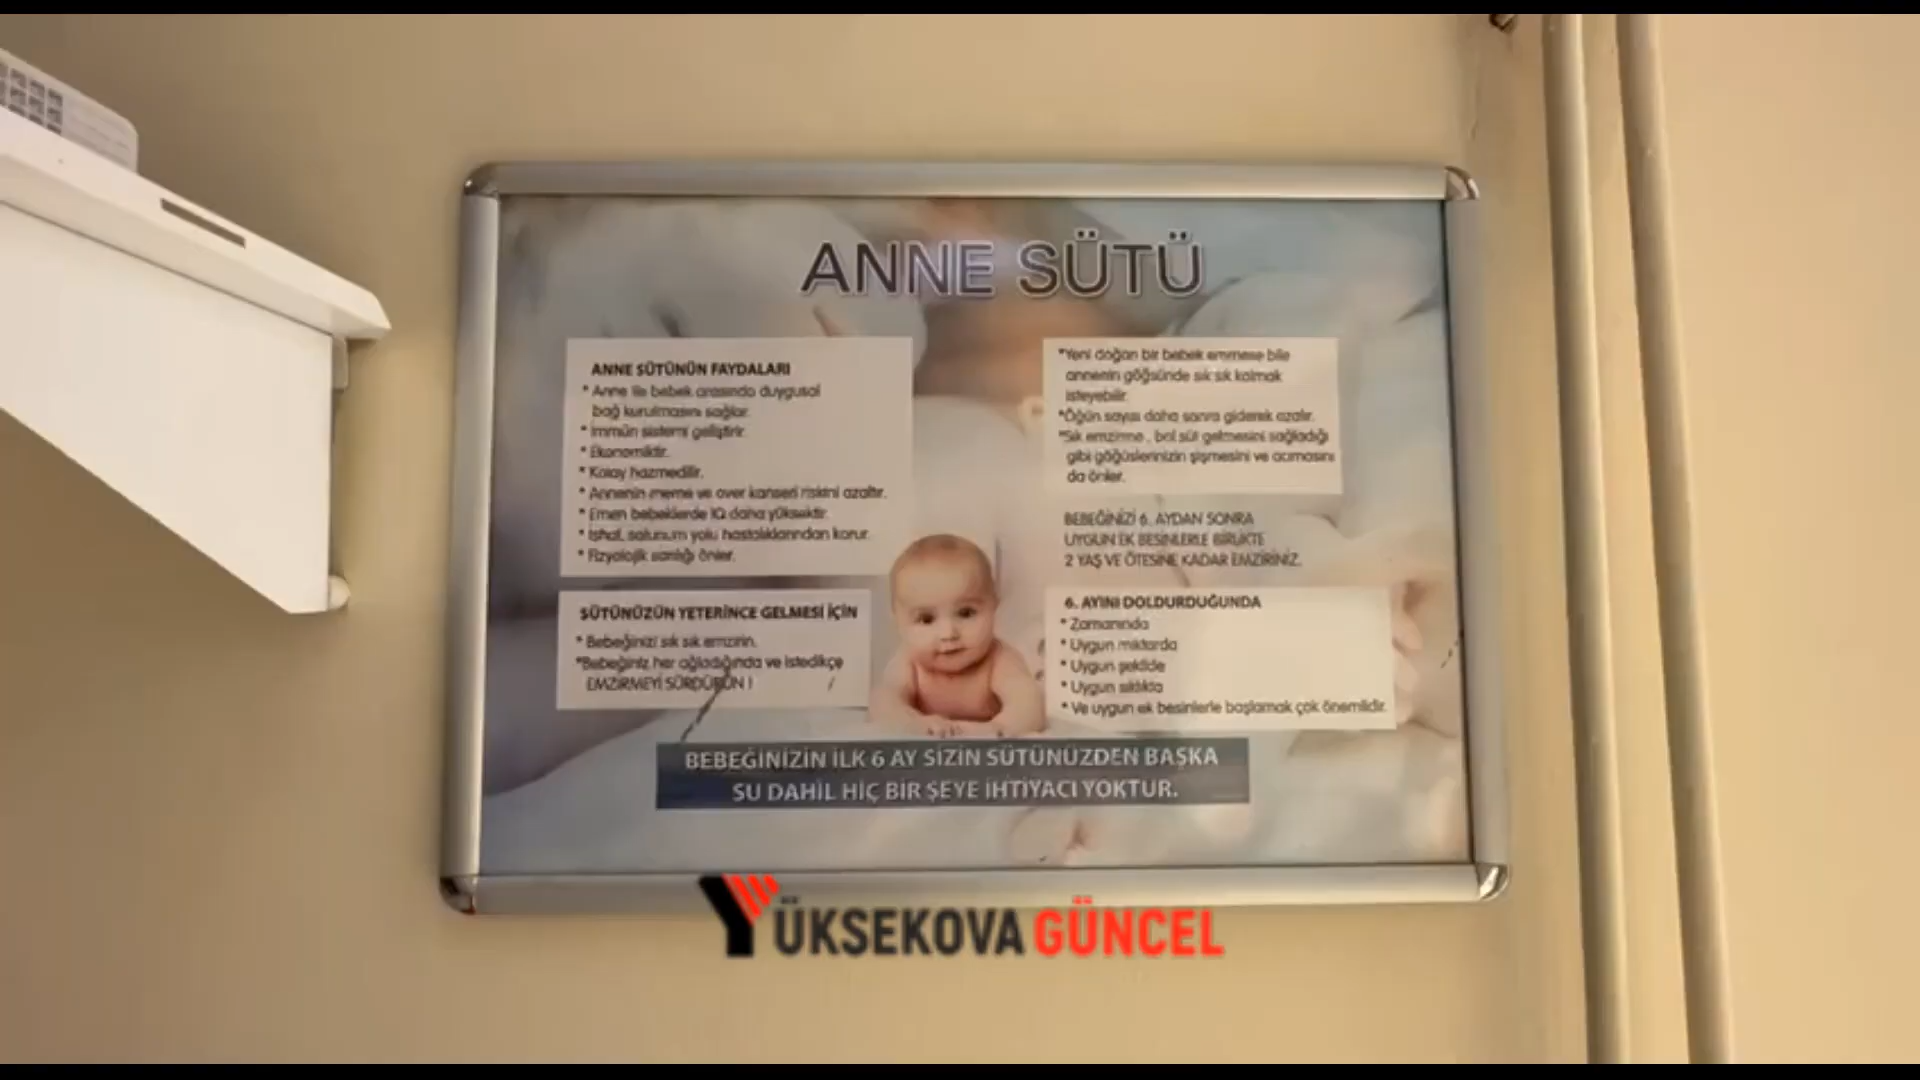 ANNE SÜTÜ
ANNE SÜTÜNÜN FAYDALARI
* Anne ile bebek arasında duygusal
bağ kurulmasını sağlar.
* İmmün sistemi geliştirir.
* Ekonomiktir.
* Kolay hazmedilir.
* Annenin meme ve over kanseri riskini azaltır.
* Emen bebeklerde IQ daha yüksektir.
* İshal, solunum yolu hastalıklarından korur.
* Fizyolojik sarılığı önler.
SÜTÜNÜZÜN YETERİNCE GELMESİ İÇİN
* Bebeğinizi sık sık emzirin.
*Bebeğiniz her ağladığında ve istedikçe
EMZİRMEYİ SÜRDÜRÜN !
*Yeni doğan bir bebek emmese bile
annenin göğsünde sık sık kalmak
isteyebilir.
*Öğün sayısı daha sonra giderek azalır.
*Sık emzirme , bol süt gelmesini sağladığı
gibi göğüslerinizin şişmesini ve acımasını
da önler.
BEBEĞİNİZİ 6. AYDAN SONRA
UYGUN EK BESİNLERLE BİRLİKTE
2 YAŞ VE ÖTESİNE KADAR EMZİRİNİZ.
6. AYINI DOLDURDUĞUNDA
* Zamanında
* Uygun miktarda
* Uygun şekilde
* Uygun sıklıkta
* Ve uygun ek besinlerle başlamak çok önemlidir.
BEBEĞİNİZİN İLK 6 AY SİZİN SÜTÜNÜZDEN BAŞKA
SU DAHİL HİÇ BİR ŞEYE İHTİYACI YOKTUR.
YÜKSEKOVA GÜNCEL